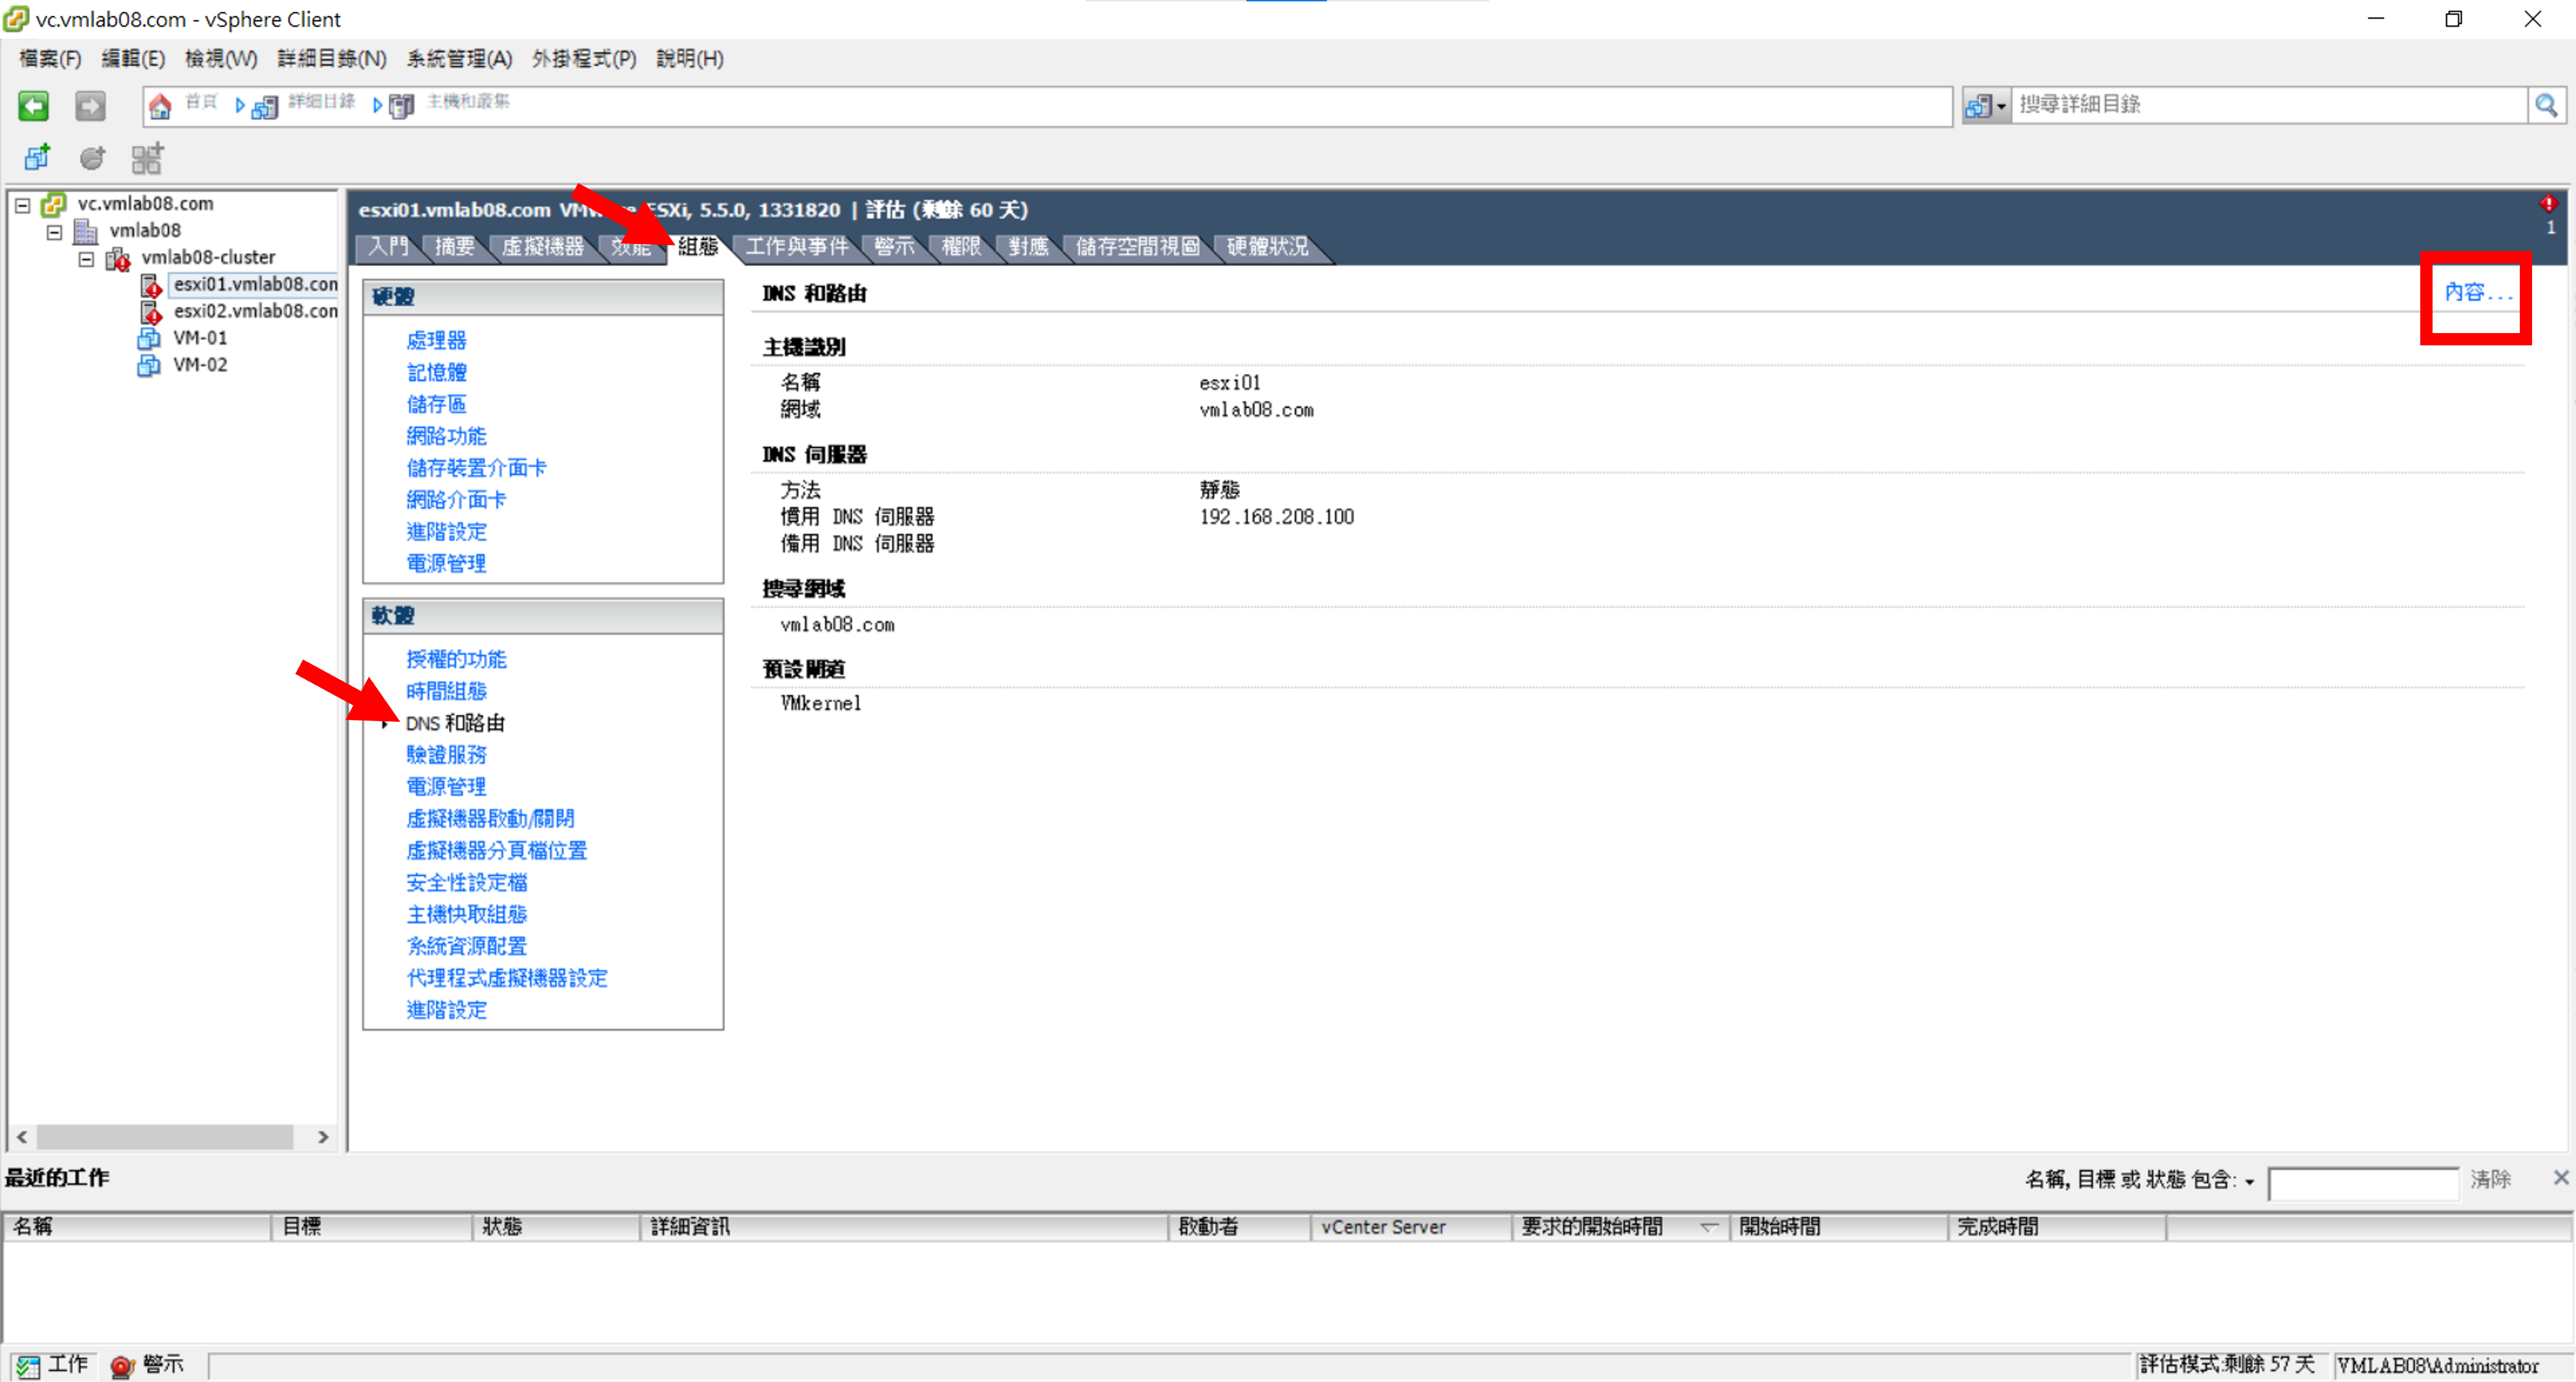 vc.vmlab08.com - vSphere Client
檔案(F) 編輯(E) 檢視(W) 詳細目錄(N) 系統管理(A) 外掛程式(P) 說明(H)
首頁 詳細目錄 主機和叢集 搜尋詳細目錄
vc.vmlab08.com
vmlab08
vmlab08-cluster
esxi01.vmlab08.con
esxi02.vmlab08.con
VM-01
VM-02
esxi01.vmlab08.com ESXi, 5.5.0, 1331820 | 評估 (剩餘 60 天)
1
入門 摘要 虛擬機器 效能 組態 工作與事件 警示 權限 對應 儲存空間視圖 硬體狀況
硬體
處理器
記憶體
儲存區
網路功能
儲存裝置介面卡
網路介面卡
進階設定
電源管理
軟體
授權的功能
時間組態
DNS 和路由
驗證服務
電源管理
虛擬機器啟動/關閉
虛擬機器分頁檔位置
安全性設定檔
主機快取組態
系統資源配置
代理程式虛擬機器設定
進階設定
DNS 和路由 內容...
主機識別
名稱 esxi01
網域 vmlab08.com
DNS 伺服器
方法 靜態
慣用 DNS 伺服器 192.168.208.100
備用 DNS 伺服器
搜尋網域
vmlab08.com
預設閘道
VMkernel
最近的工作 名稱, 目標 或 狀態 包含: 清除
名稱 目標 狀態 詳細資訊 啟動者 vCenter Server 要求的開始時間 開始時間 完成時間
工作 警示 評估模式:剩餘 57 天 VMLAB08\Administrator